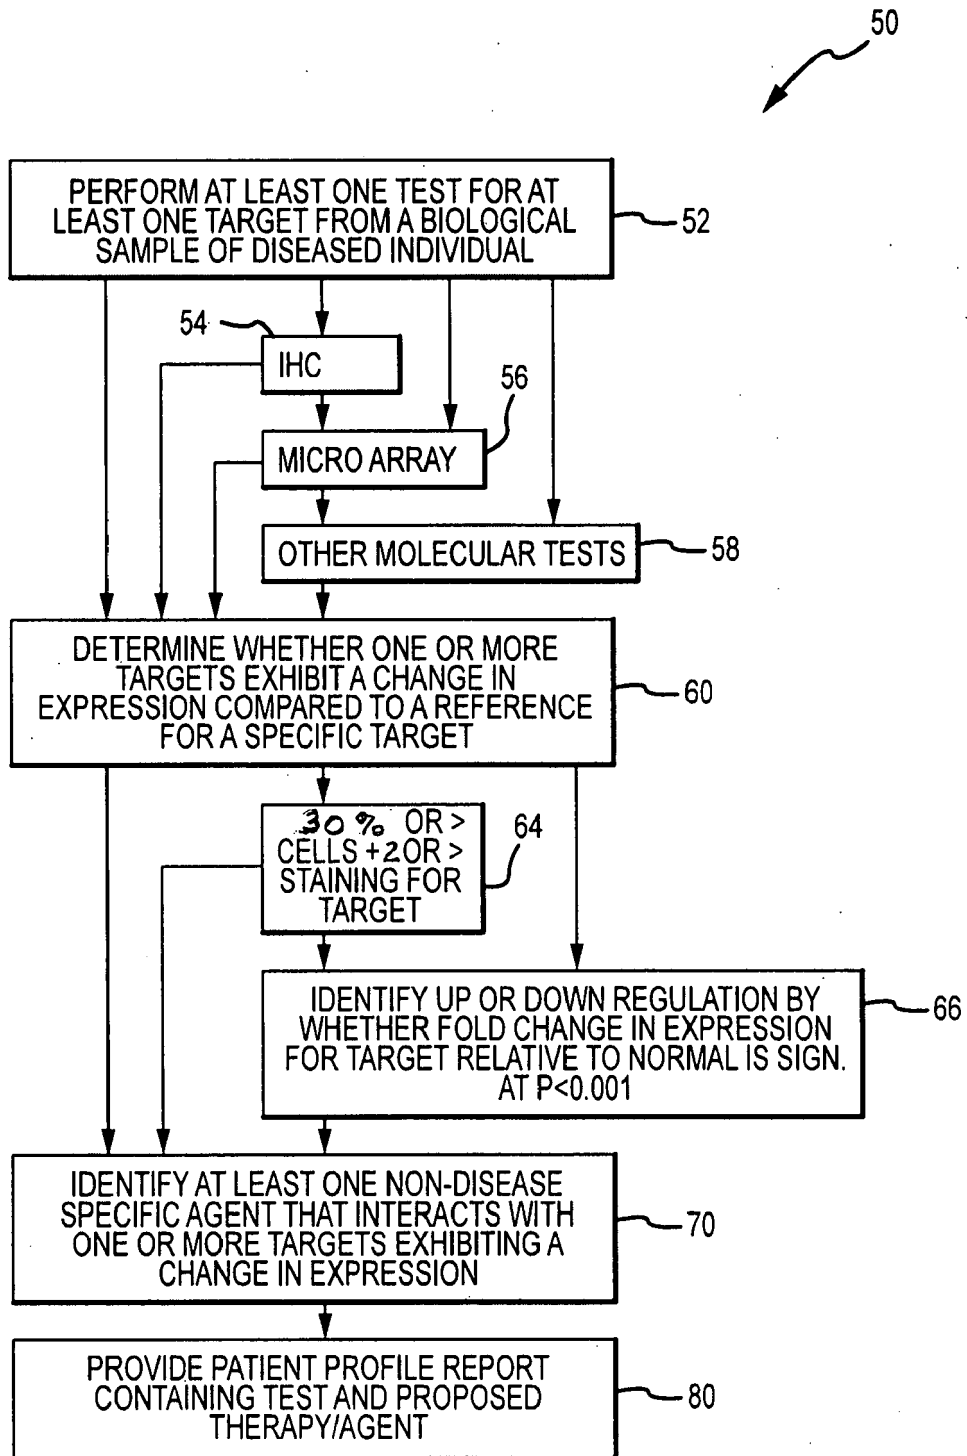 50
PERFORM AT LEAST ONE TEST FOR AT
LEAST ONE TARGET FROM A BIOLOGICAL
SAMPLE OF DISEASED INDIVIDUAL
52
54
IHC
56
MICRO ARRAY
OTHER MOLECULAR TESTS
58
DETERMINE WHETHER ONE OR MORE
TARGETS EXHIBIT A CHANGE IN
EXPRESSION COMPARED TO A REFERENCE
FOR A SPECIFIC TARGET
60
30% OR >
CELLS +2 OR >
STAINING FOR
TARGET
64
IDENTIFY UP OR DOWN REGULATION BY
WHETHER FOLD CHANGE IN EXPRESSION
FOR TARGET RELATIVE TO NORMAL IS SIGN.
AT P<0.001
66
IDENTIFY AT LEAST ONE NON-DISEASE
SPECIFIC AGENT THAT INTERACTS WITH
ONE OR MORE TARGETS EXHIBITING A
CHANGE IN EXPRESSION
70
PROVIDE PATIENT PROFILE REPORT
CONTAINING TEST AND PROPOSED
THERAPY/AGENT
80